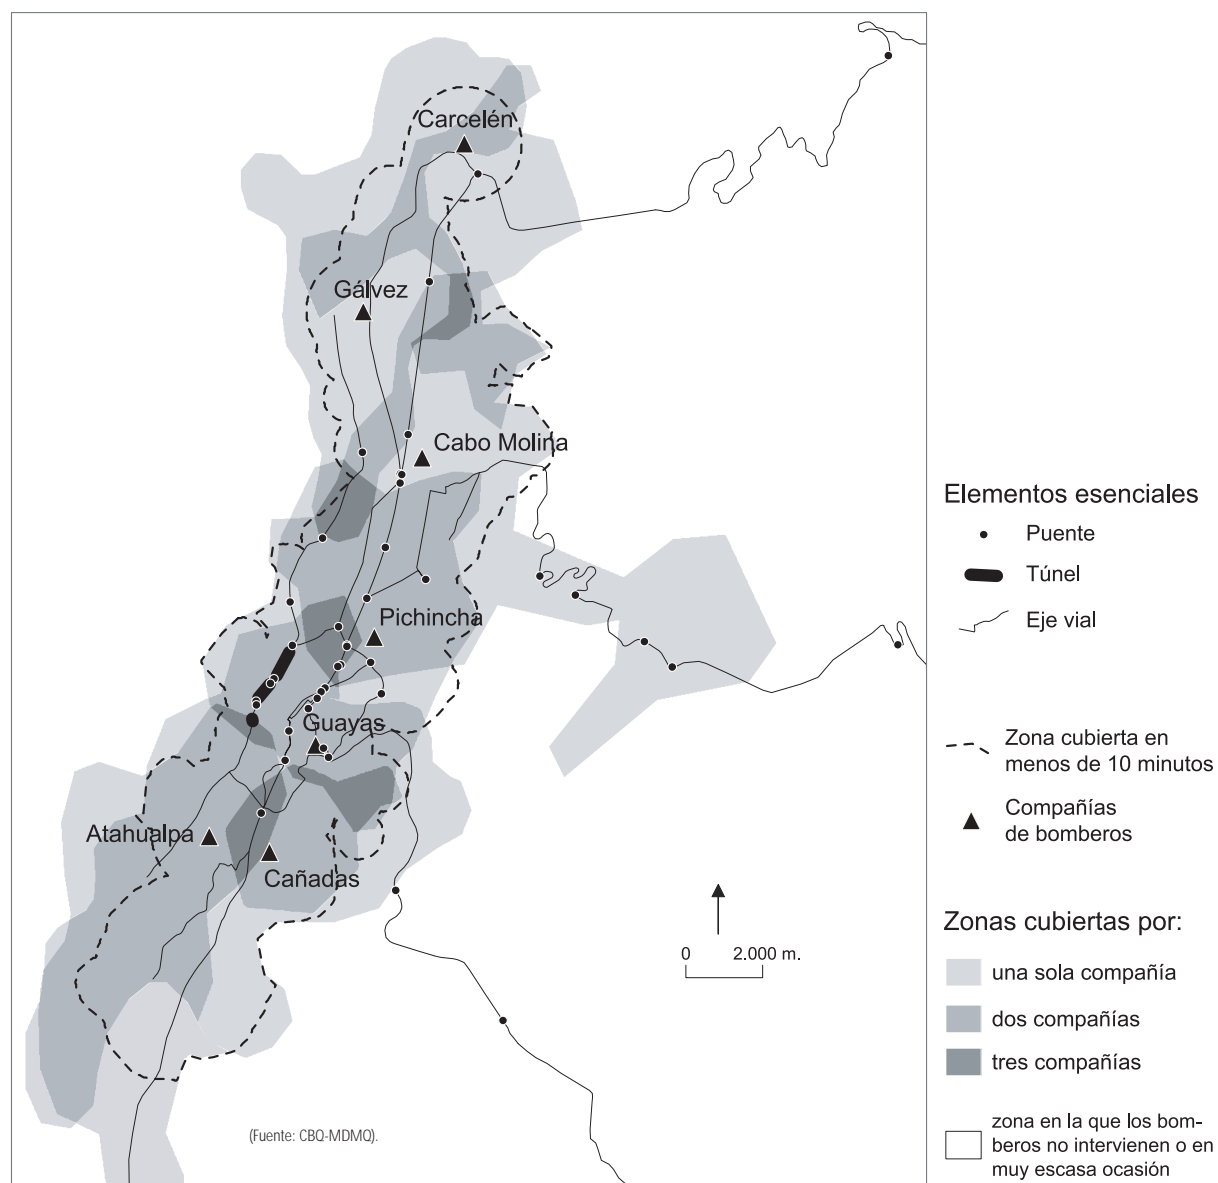 Carcelén
Gálvez
Cabo Molina
Pichincha
Guayas
Atahualpa
Cañadas
0 2.000 m.
(Fuente: CBQ-MDMQ).
Elementos esenciales
Puente
Túnel
Eje vial
Zona cubierta en
menos de 10 minutos
Compañías
de bomberos
Zonas cubiertas por:
una sola compañía
dos compañías
tres compañías
zona en la que los bom-
beros no intervienen o en
muy escasa ocasión